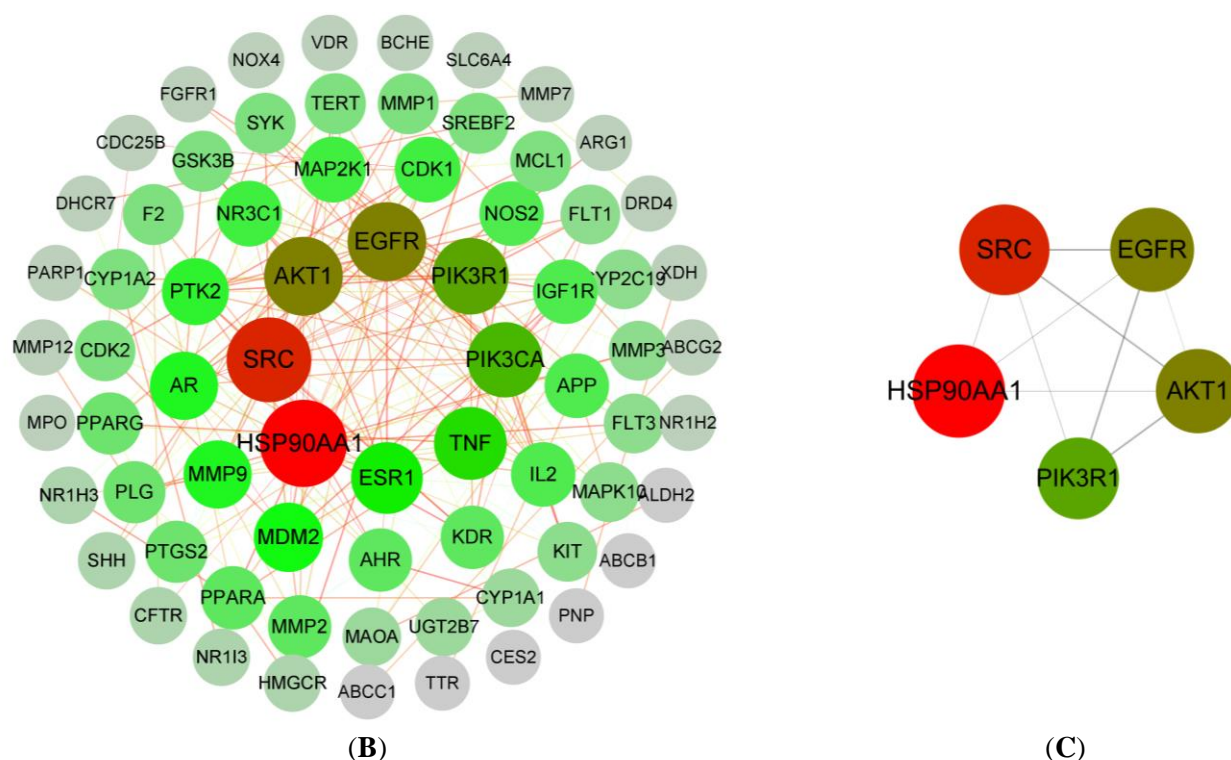 VDR
BCHE
NOX4
SLC6A4
FGFR1
TERT
MMP1
MMP7
SYK
SREBF2
CDC25B
GSK3B
MAP2K1
CDK1
MCL1
ARG1
DHCR7
F2
NR3C1
EGFR
NOS2
FLT1
DRD4
PARP1
CYP1A2
PTK2
AKT1
PIK3R1
IGF1R
CYP2C19
XDH
MMP12
CDK2
AR
SRC
PIK3CA
APP
MMP3
ABCG2
MPO
PPARG
HSP90AA1
TNF
FLT3
NR1H2
NR1H3
PLG
MMP9
ESR1
IL2
MAPK10
ALDH2
SHH
PTGS2
MDM2
AHR
KDR
KIT
ABCB1
CFTR
PPARA
MMP2
MAOA
UGT2B7
CYP1A1
PNP
NR1I3
HMGCR
ABCC1
TTR
CES2
(B)
SRC
EGFR
HSP90AA1
AKT1
PIK3R1
(C)